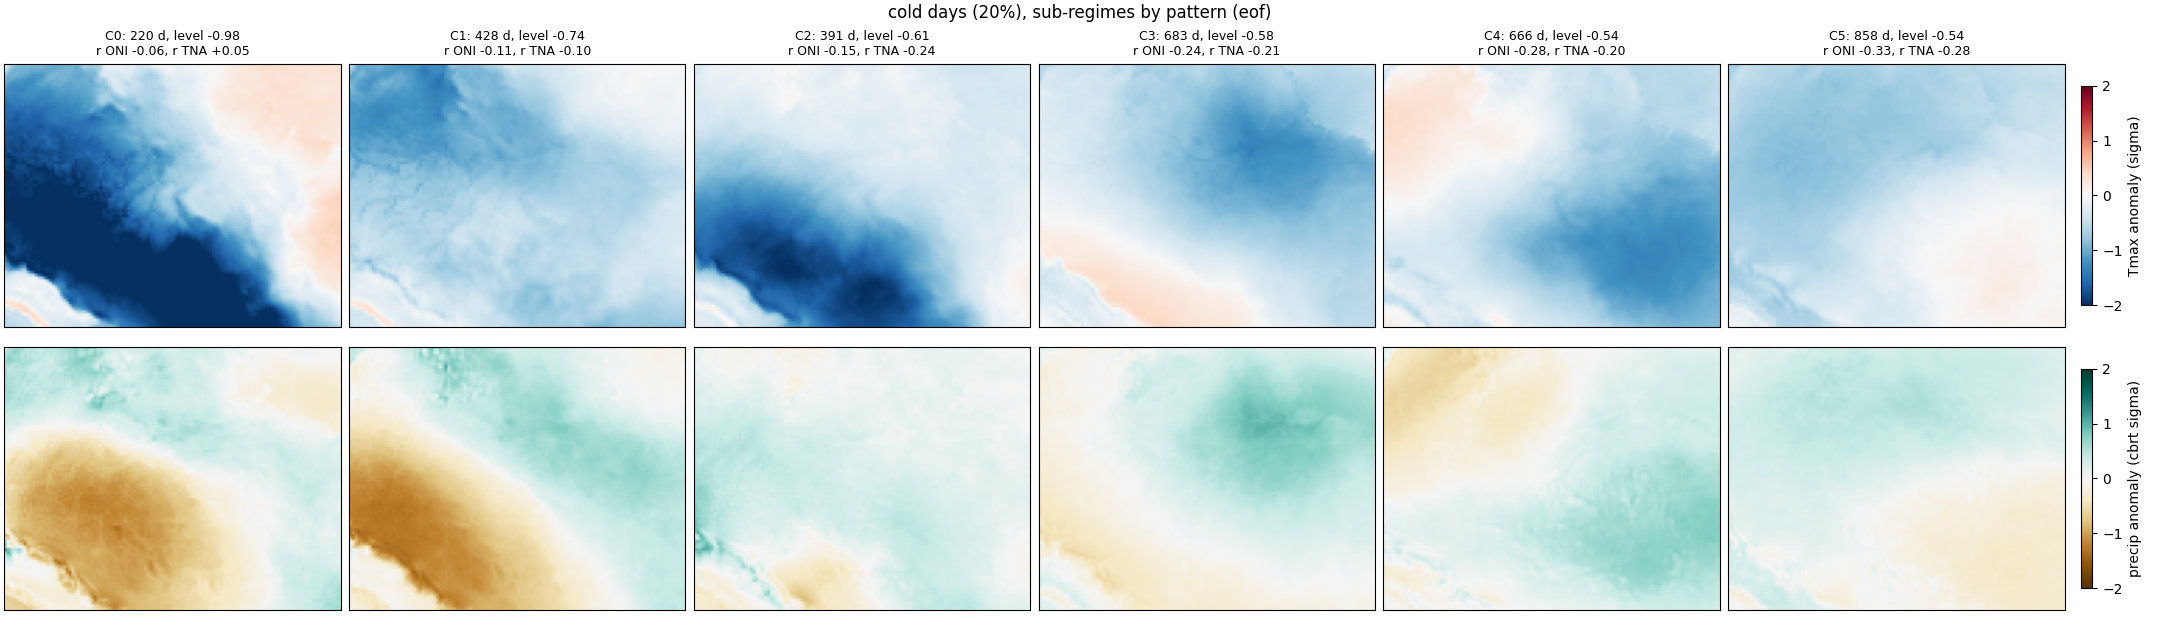 cold days (20%), sub-regimes by pattern (eof)
C0: 220 d, level -0.98
r ONI -0.06, r TNA +0.05
C1: 428 d, level -0.74
r ONI -0.11, r TNA -0.10
C2: 391 d, level -0.61
r ONI -0.15, r TNA -0.24
C3: 683 d, level -0.58
r ONI -0.24, r TNA -0.21
C4: 666 d, level -0.54
r ONI -0.28, r TNA -0.20
C5: 858 d, level -0.54
r ONI -0.33, r TNA -0.28
2
1
0
−1
−2
Tmax anomaly (sigma)
2
1
0
−1
−2
precip anomaly (cbrt sigma)